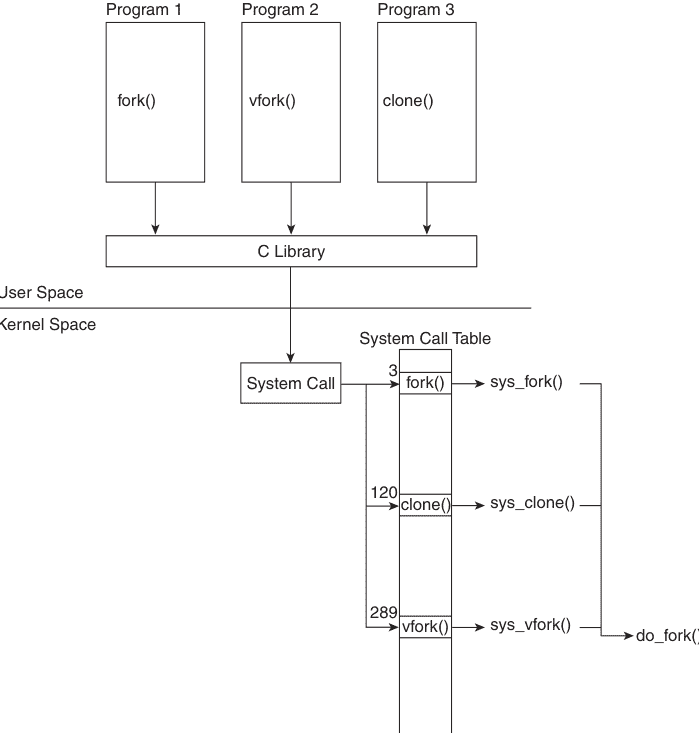 Program 1
Program 2
Program 3
fork()
vfork()
clone()
C Library
User Space
Kernel Space
System Call Table
System Call
3
fork()
sys_fork()
120
clone()
sys_clone()
289
vfork()
sys_vfork()
do_fork()